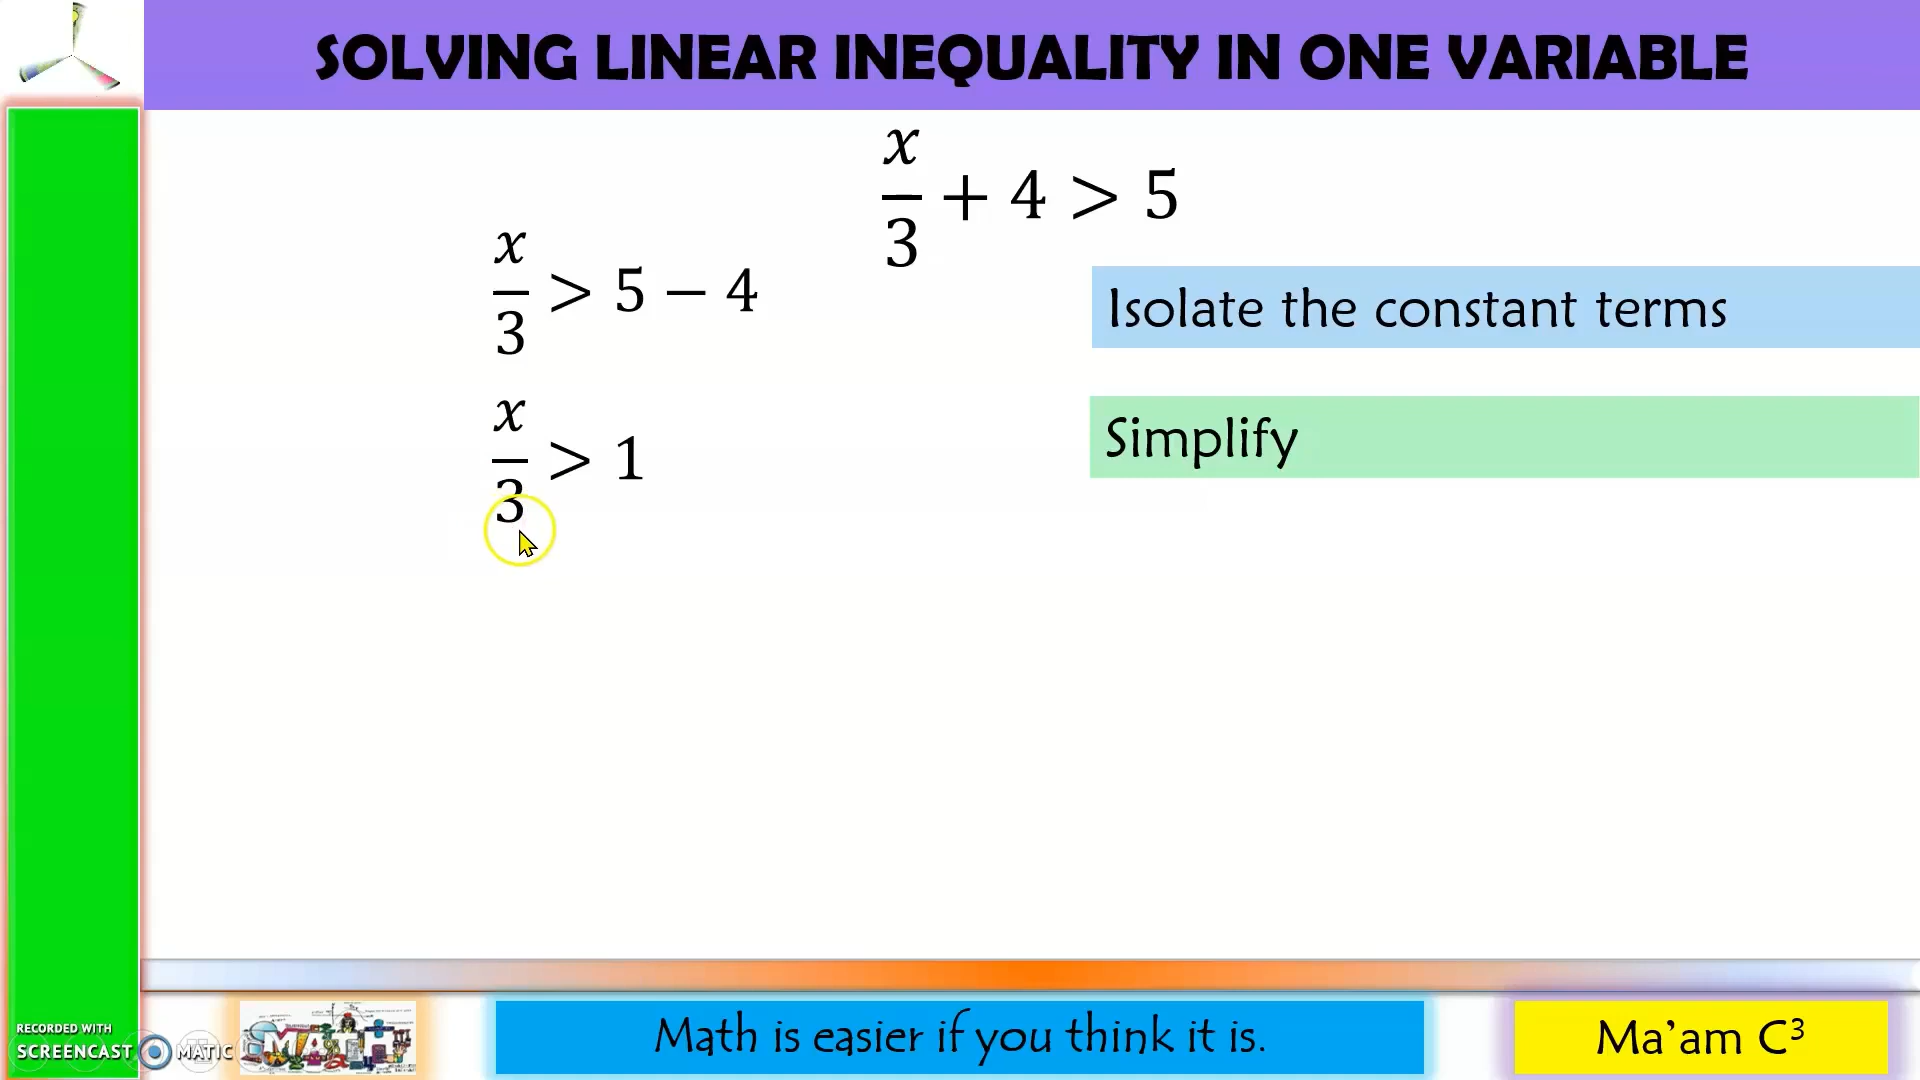 SOLVING LINEAR INEQUALITY IN ONE VARIABLE
x/3 + 4 > 5
x/3 > 5 − 4
Isolate the constant terms
x/3 > 1
Simplify
RECORDED WITH
SCREENCAST MATIC
MATH
Math is easier if you think it is.
Ma’am C³